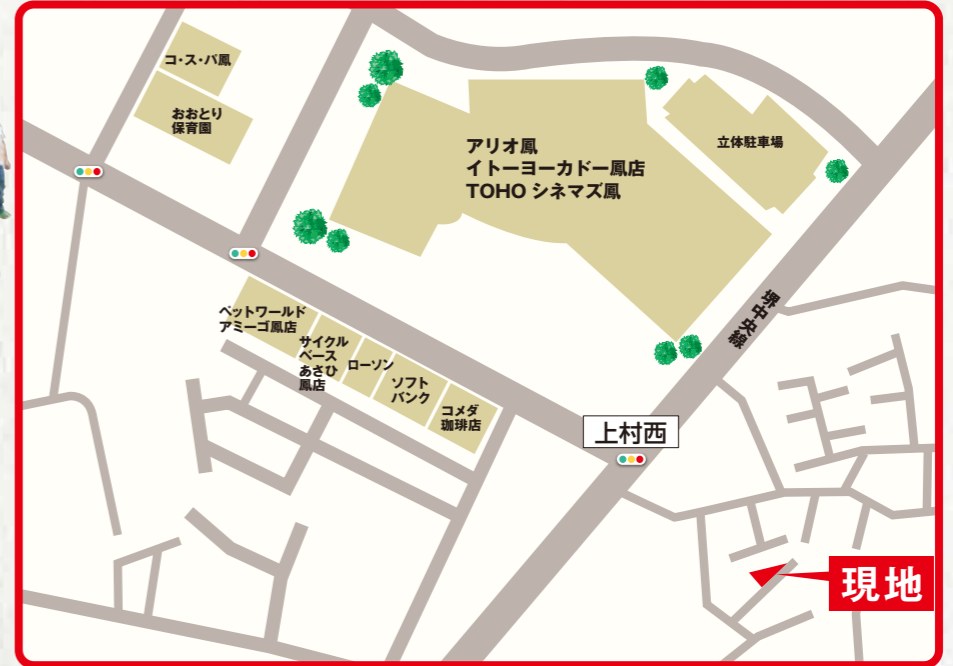 コ・ス・パ鳳
おおとり
保育園
アリオ鳳
イトーヨーカドー鳳店
TOHO シネマズ鳳
立体駐車場
堺中央線
ペットワールド
アミーゴ鳳店
サイクル
ベース
あさひ
鳳店
ローソン
ソフト
バンク
コメダ
珈琲店
上村西
現地